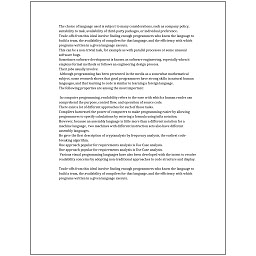 The choice of language used is subject to many considerations, such as company policy,
suitability to task, availability of third-party packages, or individual preference.
Trade-offs from this ideal involve finding enough programmers who know the language to
build a team, the availability of compilers for that language, and the efficiency with which
programs written in a given language execute.
This can be a non-trivial task, for example as with parallel processes or some unusual
software bugs.
Sometimes software development is known as software engineering, especially when it
employs formal methods or follows an engineering design process.
Their jobs usually involve:
Although programming has been presented in the media as a somewhat mathematical
subject, some research shows that good programmers have strong skills in natural human
languages, and that learning to code is similar to learning a foreign language.
The following properties are among the most important:
In computer programming, readability refers to the ease with which a human reader can
comprehend the purpose, control flow, and operation of source code.
There exist a lot of different approaches for each of those tasks.
Compilers harnessed the power of computers to make programming easier by allowing
programmers to specify calculations by entering a formula using infix notation.
However, because an assembly language is little more than a different notation for a
machine language, two machines with different instruction sets also have different
assembly languages.
He gave the first description of cryptanalysis by frequency analysis, the earliest code-
breaking algorithm.
One approach popular for requirements analysis is Use Case analysis.
One approach popular for requirements analysis is Use Case analysis.
Various visual programming languages have also been developed with the intent to resolve
readability concerns by adopting non-traditional approaches to code structure and display.
Trade-offs from this ideal involve finding enough programmers who know the language to
build a team, the availability of compilers for that language, and the efficiency with which
programs written in a given language execute.